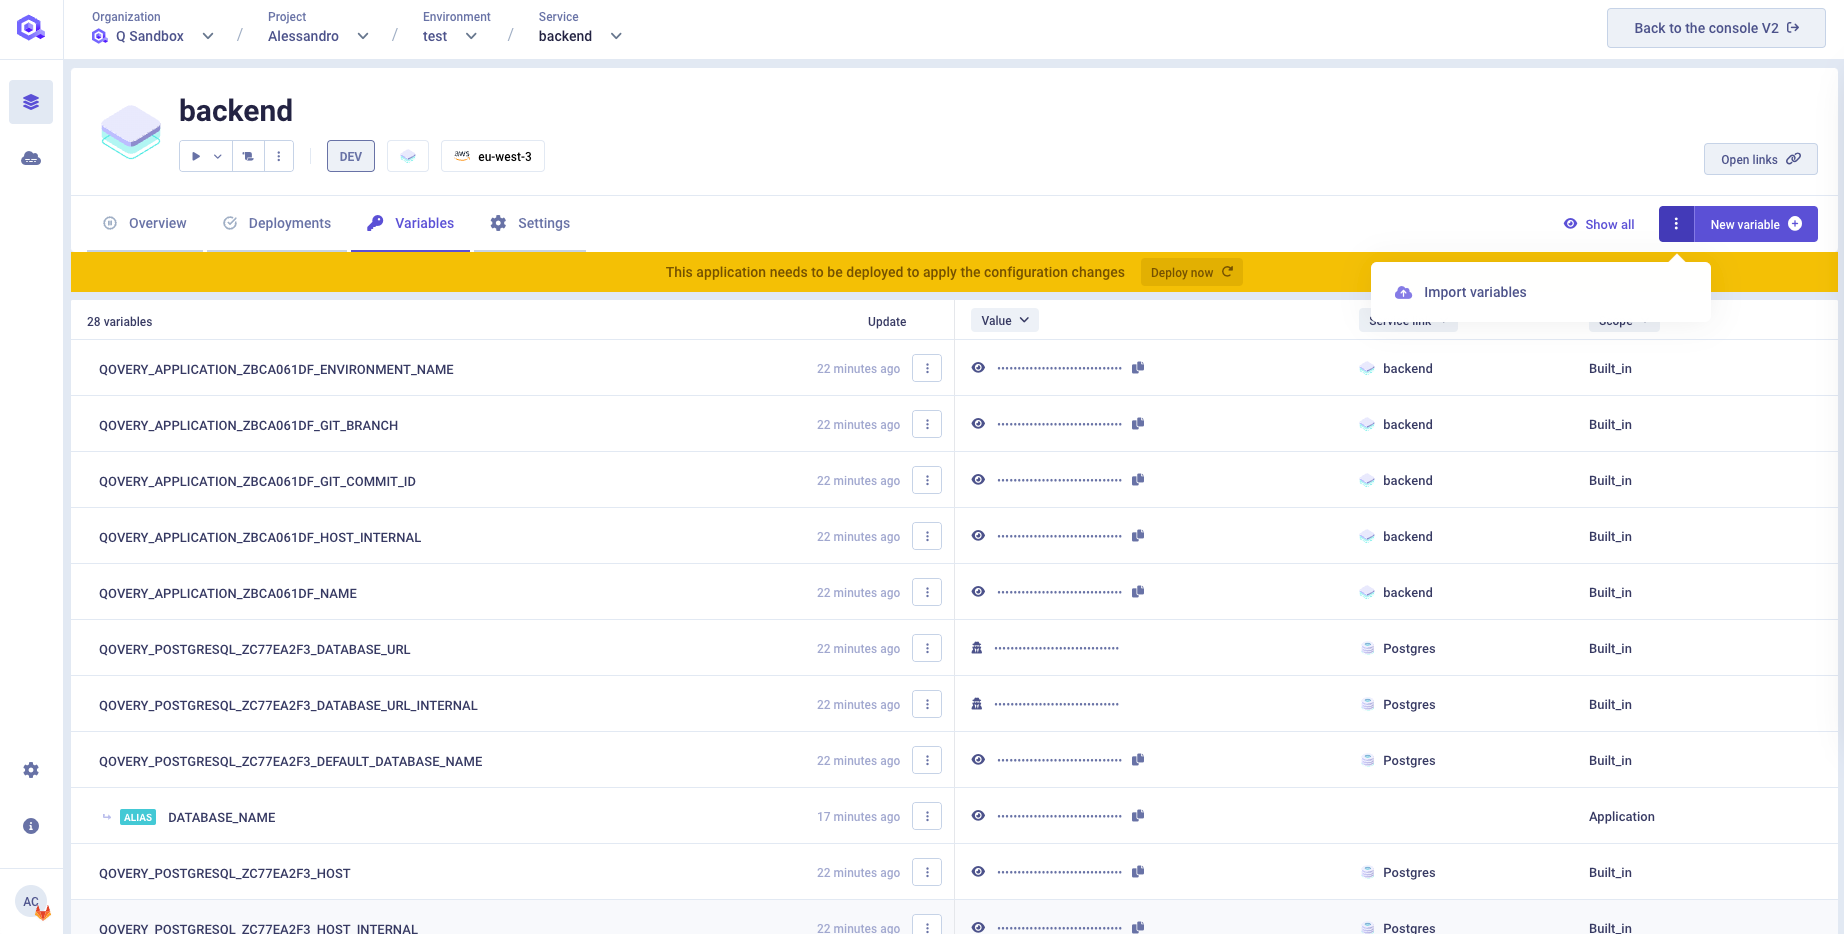 Organization
Q Sandbox
/
Project
Alessandro
/
Environment
test
/
Service
backend
Back to the console V2
backend
DEV
aws
eu-west-3
Open links
Overview
Deployments
Variables
Settings
Show all
New variable
This application needs to be deployed to apply the configuration changes
Deploy now
Import variables
28 variables
Update
Value
Service link
Scope
QOVERY_APPLICATION_ZBCA061DF_ENVIRONMENT_NAME 22 minutes ago backend Built_in
QOVERY_APPLICATION_ZBCA061DF_GIT_BRANCH 22 minutes ago backend Built_in
QOVERY_APPLICATION_ZBCA061DF_GIT_COMMIT_ID 22 minutes ago backend Built_in
QOVERY_APPLICATION_ZBCA061DF_HOST_INTERNAL 22 minutes ago backend Built_in
QOVERY_APPLICATION_ZBCA061DF_NAME 22 minutes ago backend Built_in
QOVERY_POSTGRESQL_ZC77EA2F3_DATABASE_URL 22 minutes ago Postgres Built_in
QOVERY_POSTGRESQL_ZC77EA2F3_DATABASE_URL_INTERNAL 22 minutes ago Postgres Built_in
QOVERY_POSTGRESQL_ZC77EA2F3_DEFAULT_DATABASE_NAME 22 minutes ago Postgres Built_in
ALIAS DATABASE_NAME 17 minutes ago Application
QOVERY_POSTGRESQL_ZC77EA2F3_HOST 22 minutes ago Postgres Built_in
QOVERY_POSTGRESQL_ZC77EA2F3_HOST_INTERNAL 22 minutes ago Postgres Built_in
AC